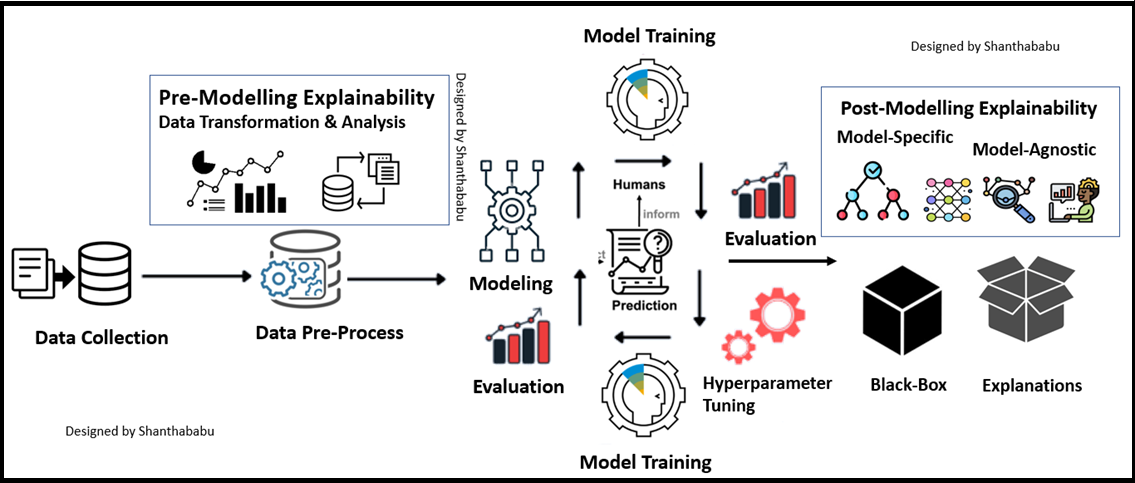 Model Training
Designed by Shanthababu
Pre-Modelling Explainability
Data Transformation & Analysis
Designed by Shanthababu
Post-Modelling Explainability
Model-Specific
Model-Agnostic
Humans
inform
Prediction
Evaluation
Modeling
Data Collection
Data Pre-Process
Evaluation
Hyperparameter
Tuning
Black-Box
Explanations
Designed by Shanthababu
Model Training